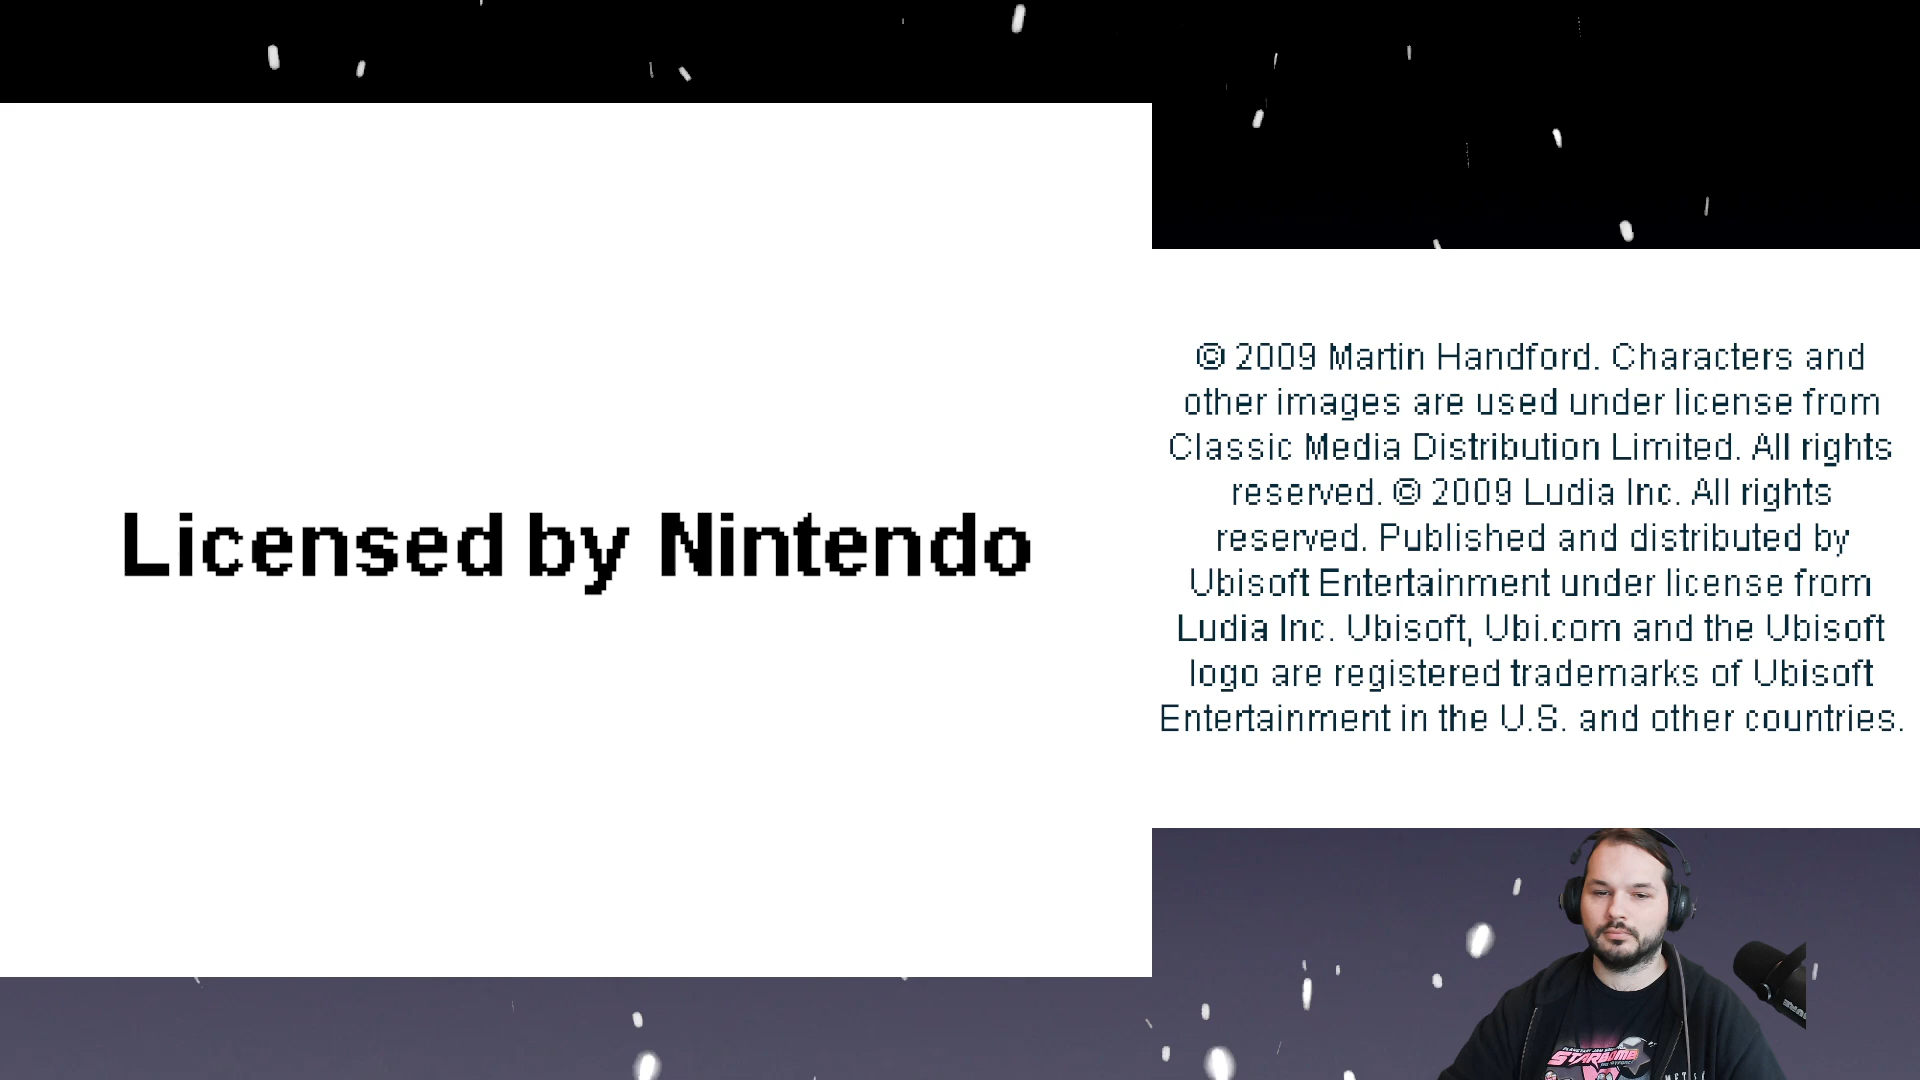 Licensed by Nintendo
© 2009 Martin Handford. Characters and
other images are used under license from
Classic Media Distribution Limited. All rights
reserved. © 2009 Ludia Inc. All rights
reserved. Published and distributed by
Ubisoft Entertainment under license from
Ludia Inc. Ubisoft, Ubi.com and the Ubisoft
logo are registered trademarks of Ubisoft
Entertainment in the U.S. and other countries.
STARBOMB